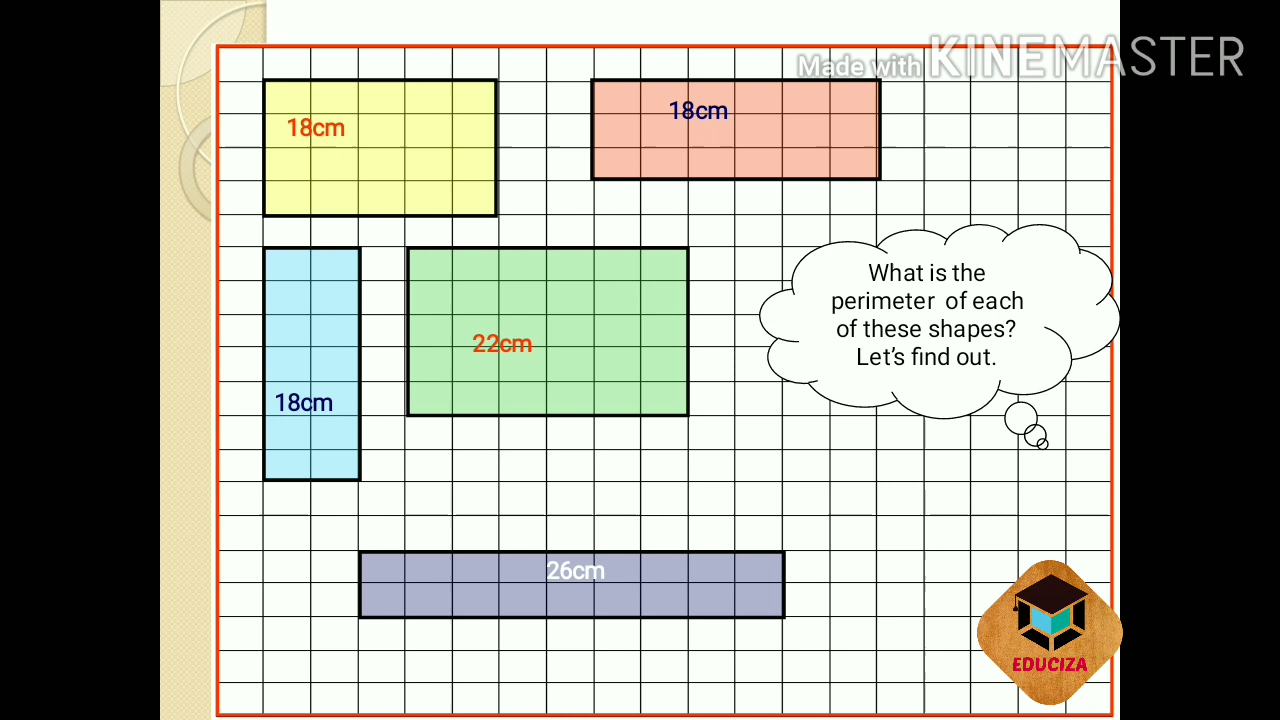 Made with KINEMASTER
18cm
18cm
What is the
perimeter of each
of these shapes?
Let’s find out.
22cm
18cm
26cm
EDUCIZA